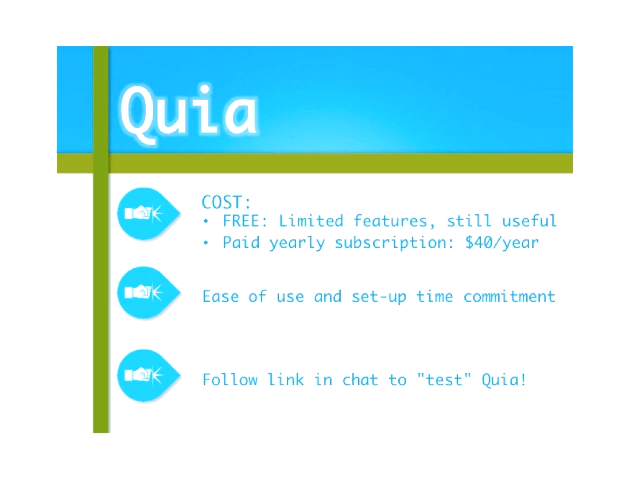 Quia
COST:
• FREE: Limited features, still useful
• Paid yearly subscription: $40/year
Ease of use and set-up time commitment
Follow link in chat to "test" Quia!